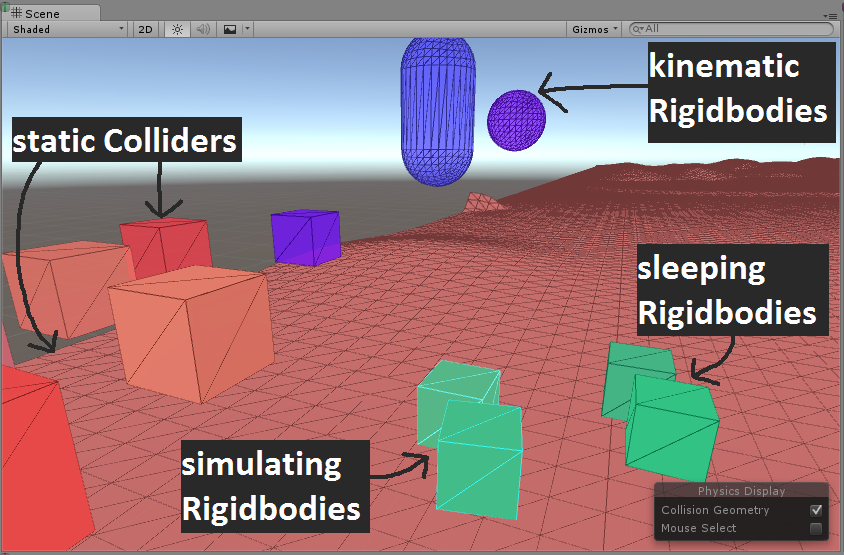 Scene
Shaded
2D
Gizmos
All
kinematic
Rigidbodies
static Colliders
sleeping
Rigidbodies
simulating
Rigidbodies
Physics Display
Collision Geometry
Mouse Select